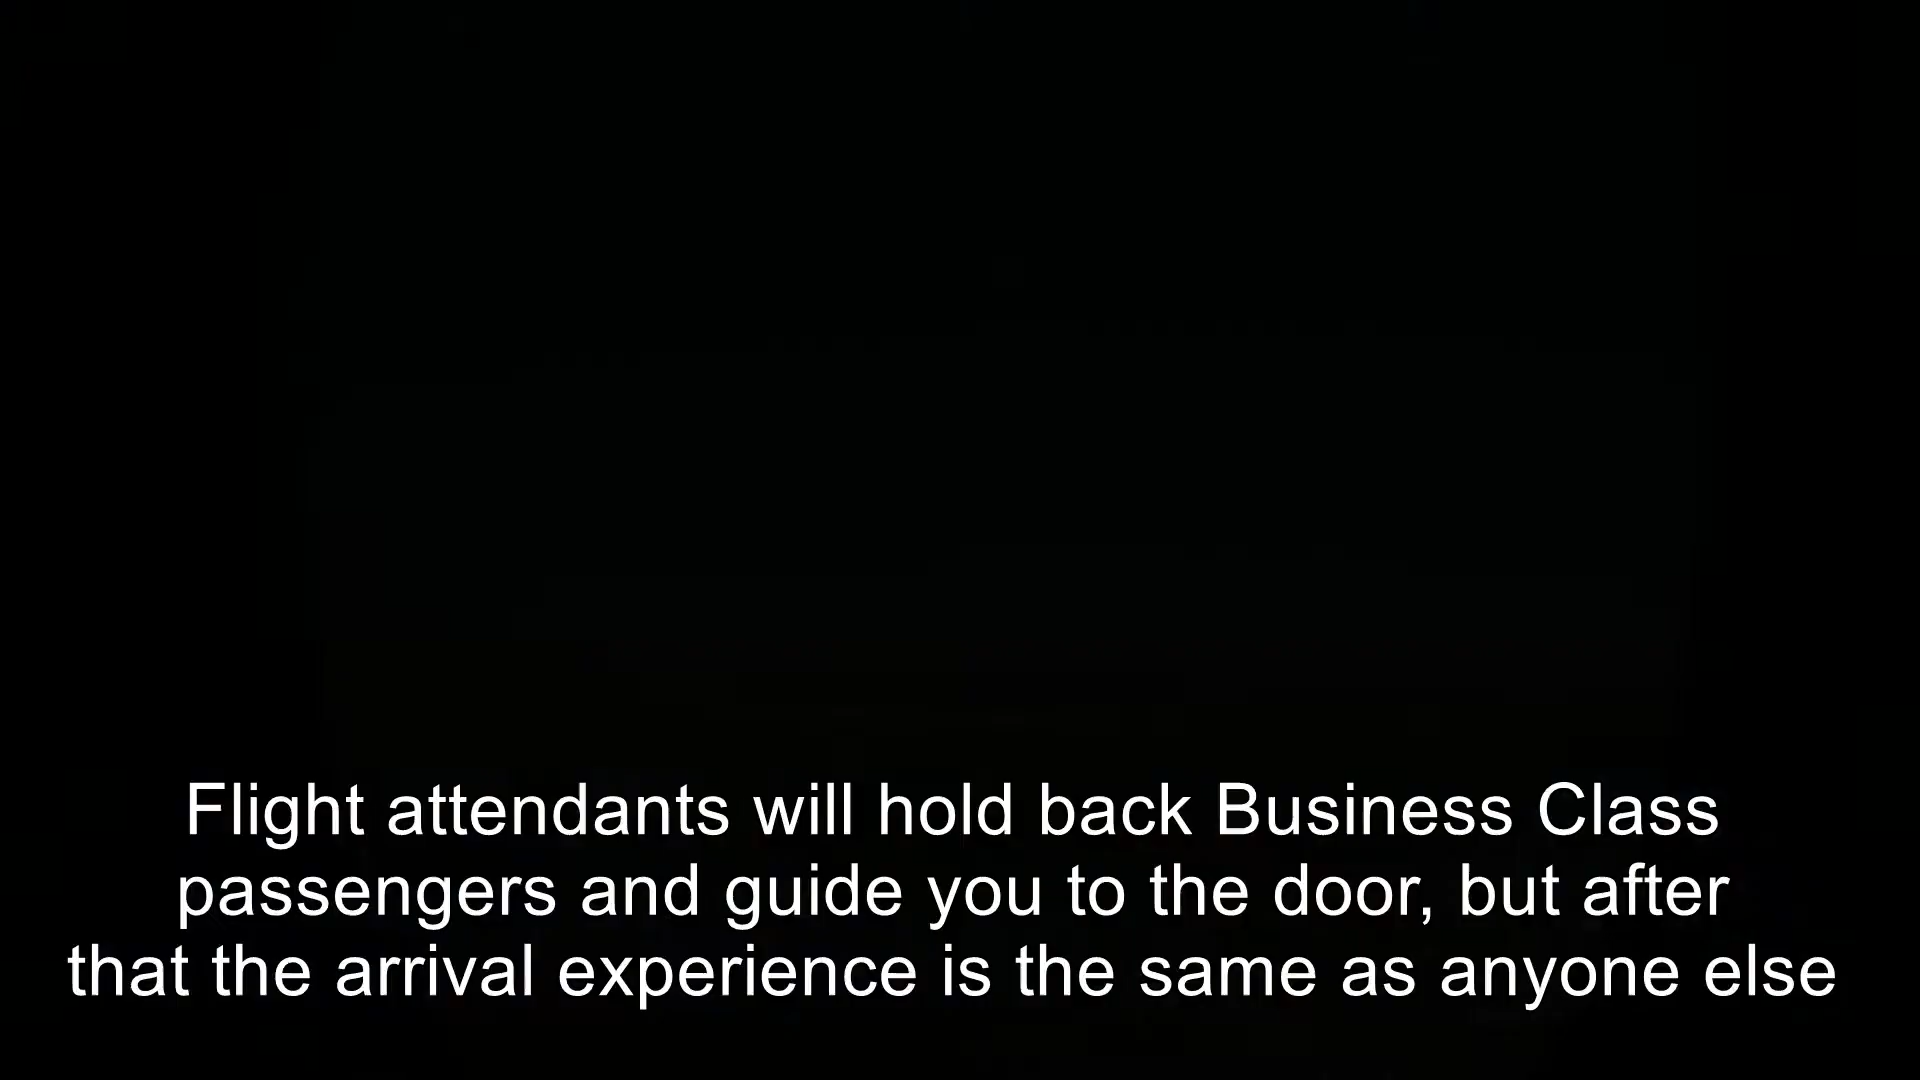 Flight attendants will hold back Business Class
passengers and guide you to the door, but after
that the arrival experience is the same as anyone else